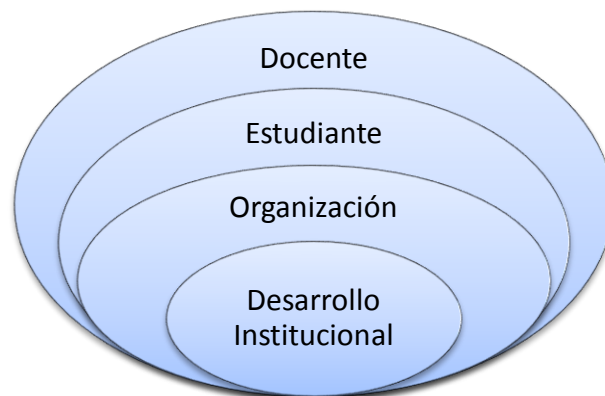 Docente
Estudiante
Organización
Desarrollo
Institucional